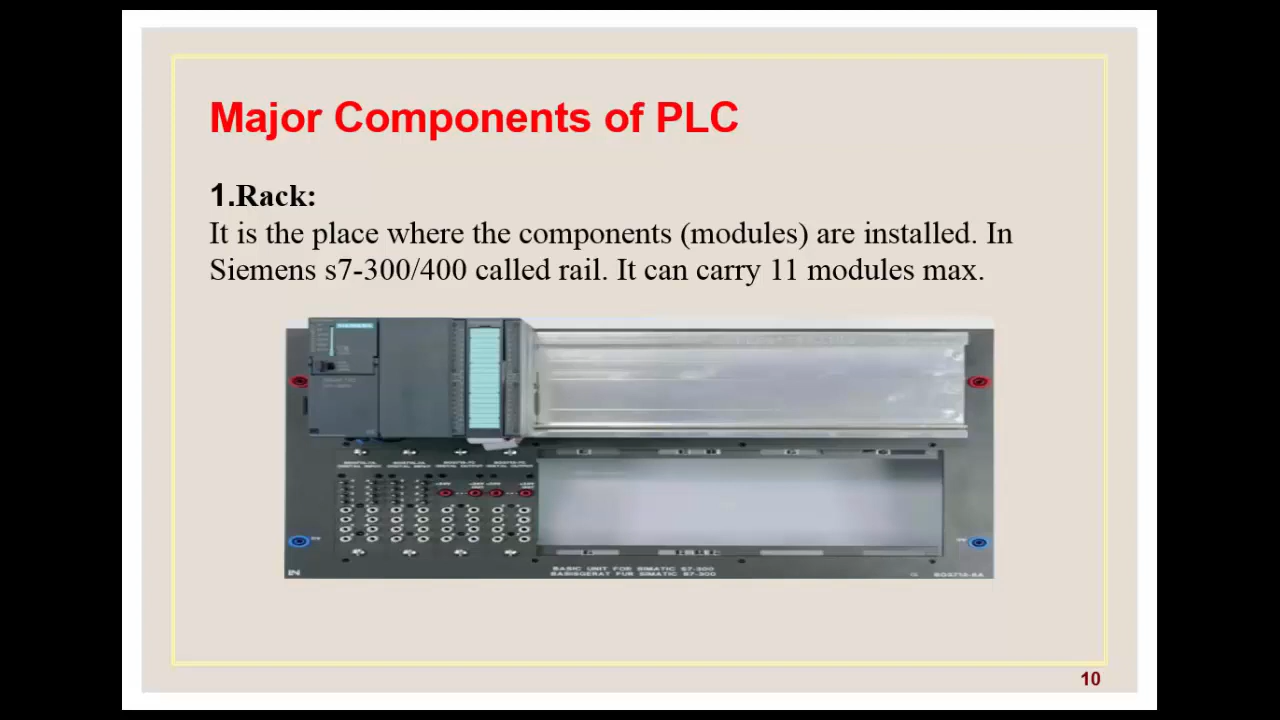 Major Components of PLC
1.Rack:
It is the place where the components (modules) are installed. In
Siemens s7-300/400 called rail. It can carry 11 modules max.
SIEMENS
BASIC UNIT FOR SIMATIC S7-300
BASISGERAT FUR SIMATIC S7-300
10